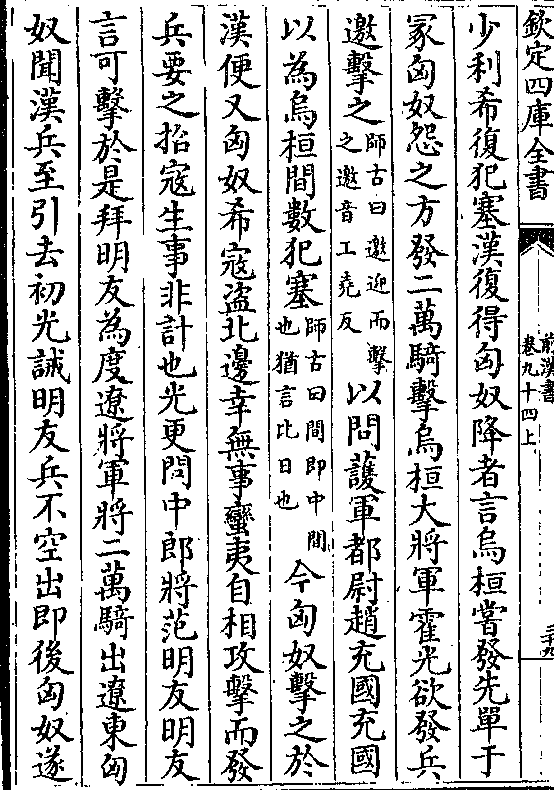 欽定四庫全書
前漢書
卷九十四上
少利希復犯塞漢復得匈奴降者言烏桓嘗發先單于
冡匈奴怨之方發二萬騎擊烏桓大將軍霍光欲發兵
邀擊之師古曰邀迎而擊之邀音工堯反以問䕶軍都尉趙充國充國
以為烏桓間數犯塞師古曰間即中間也猶言比日也今匈奴擊之於
漢便又匈奴希寇盜北邊幸無事蠻夷自相攻擊而發
兵要之招寇生事非計也光更問中郎將范明友明友
言可擊於是拜明友為度遼將軍將二萬騎出遼東匈
奴聞漢兵至引去初光誡明友兵不空出即後匈奴遂